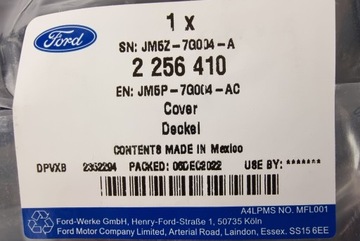 1 x
Ford
SN: JM5Z-7G004-A
2 256 410
EN: JM5P-7G004-AC
Cover
Deckel
CONTENTS MADE IN Mexico
DPVXB 2352294 PACKED: 06DEC2022 USE BY: *******
A4LPMS NO. MFL001
Ford-Werke GmbH, Henry-Ford-Straße 1, 50735 Köln
Ford Motor Company Limited, Arterial Road, Laindon, Essex. SS15 6EE